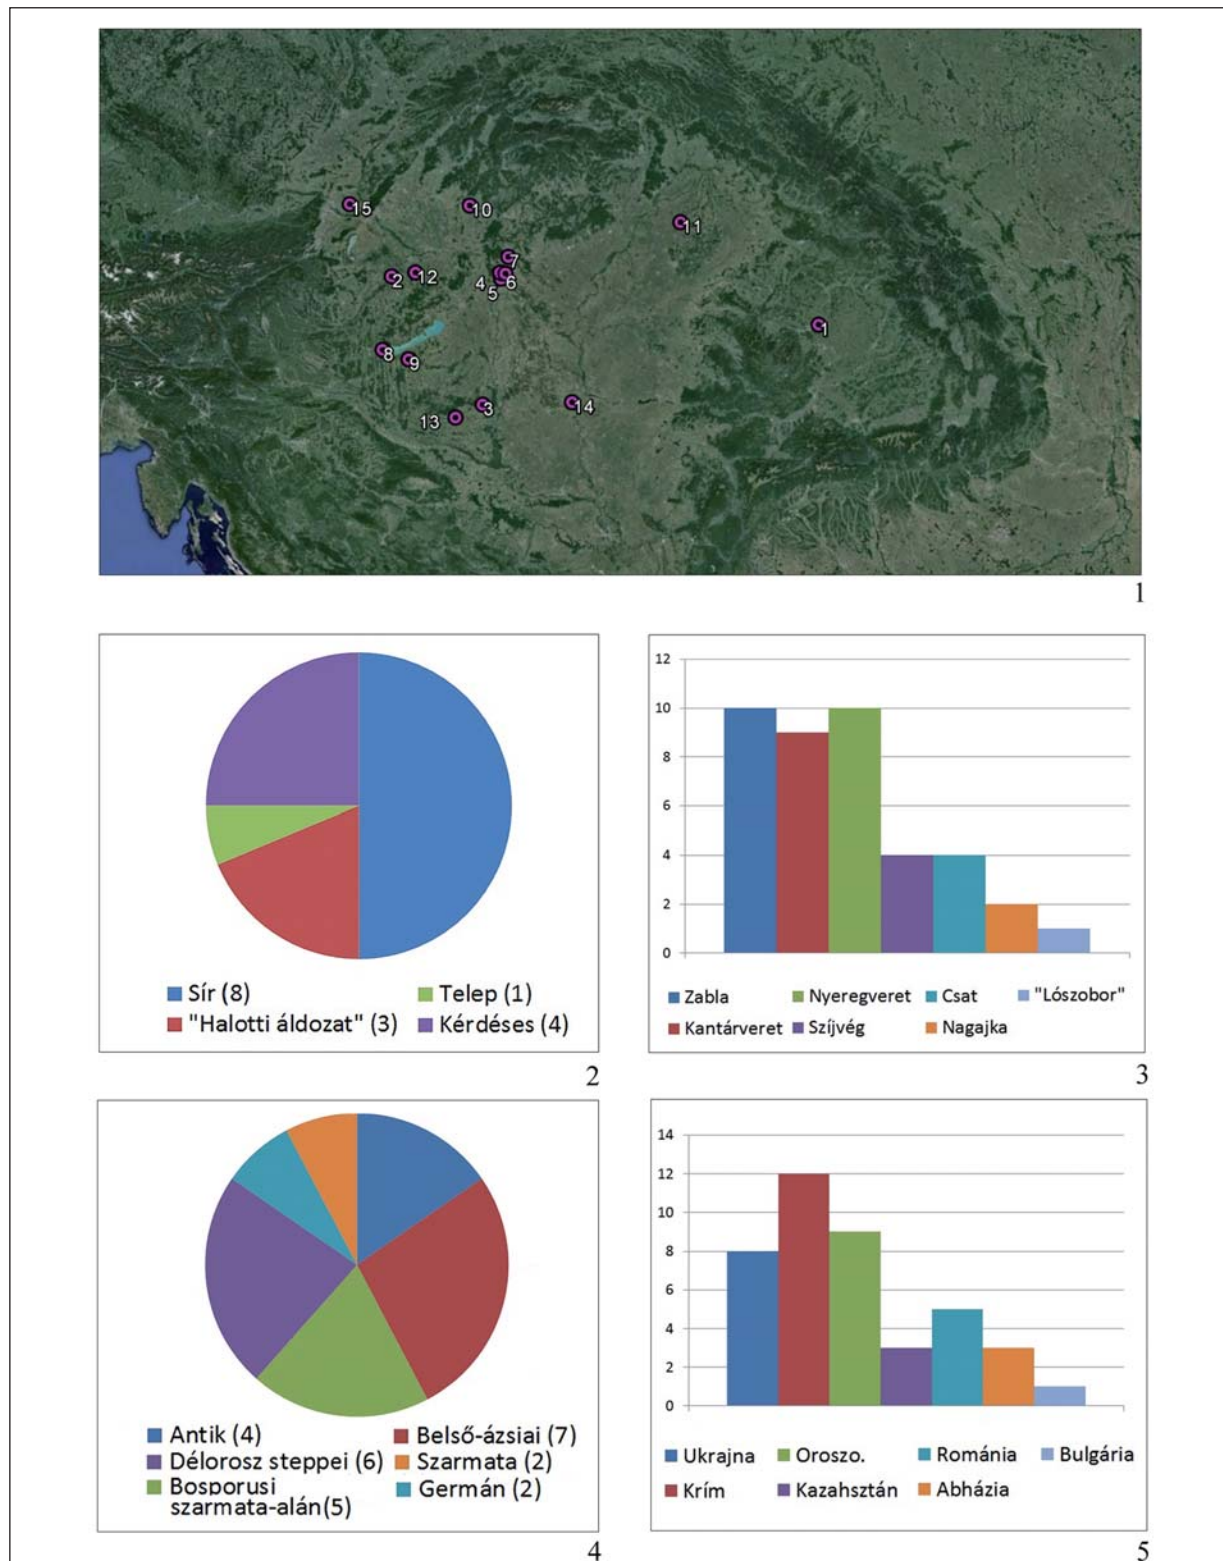 15
10
11
7
2
12
4
6
5
1
8
9
3
14
13
1
12
10
8
6
4
2
0
Sír (8)
Telep (1)
"Halotti áldozat" (3)
Kérdéses (4)
2
Zabla
Nyeregveret
Csat
"Lószobor"
Kantárveret
Szíjvég
Nagajka
3
Antik (4)
Belső-ázsiai (7)
Délorosz steppei (6)
Szarmata (2)
Bosporusi
szarmata-alán(5)
Germán (2)
4
14
12
10
8
6
4
2
0
Ukrajna
Oroszo.
Románia
Bulgária
Krím
Kazahsztán
Abházia
5